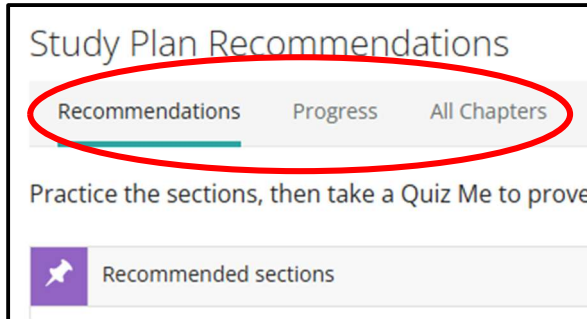 Study Plan Recommendations
Recommendations Progress All Chapters
Practice the sections, then take a Quiz Me to prove
Recommended sections